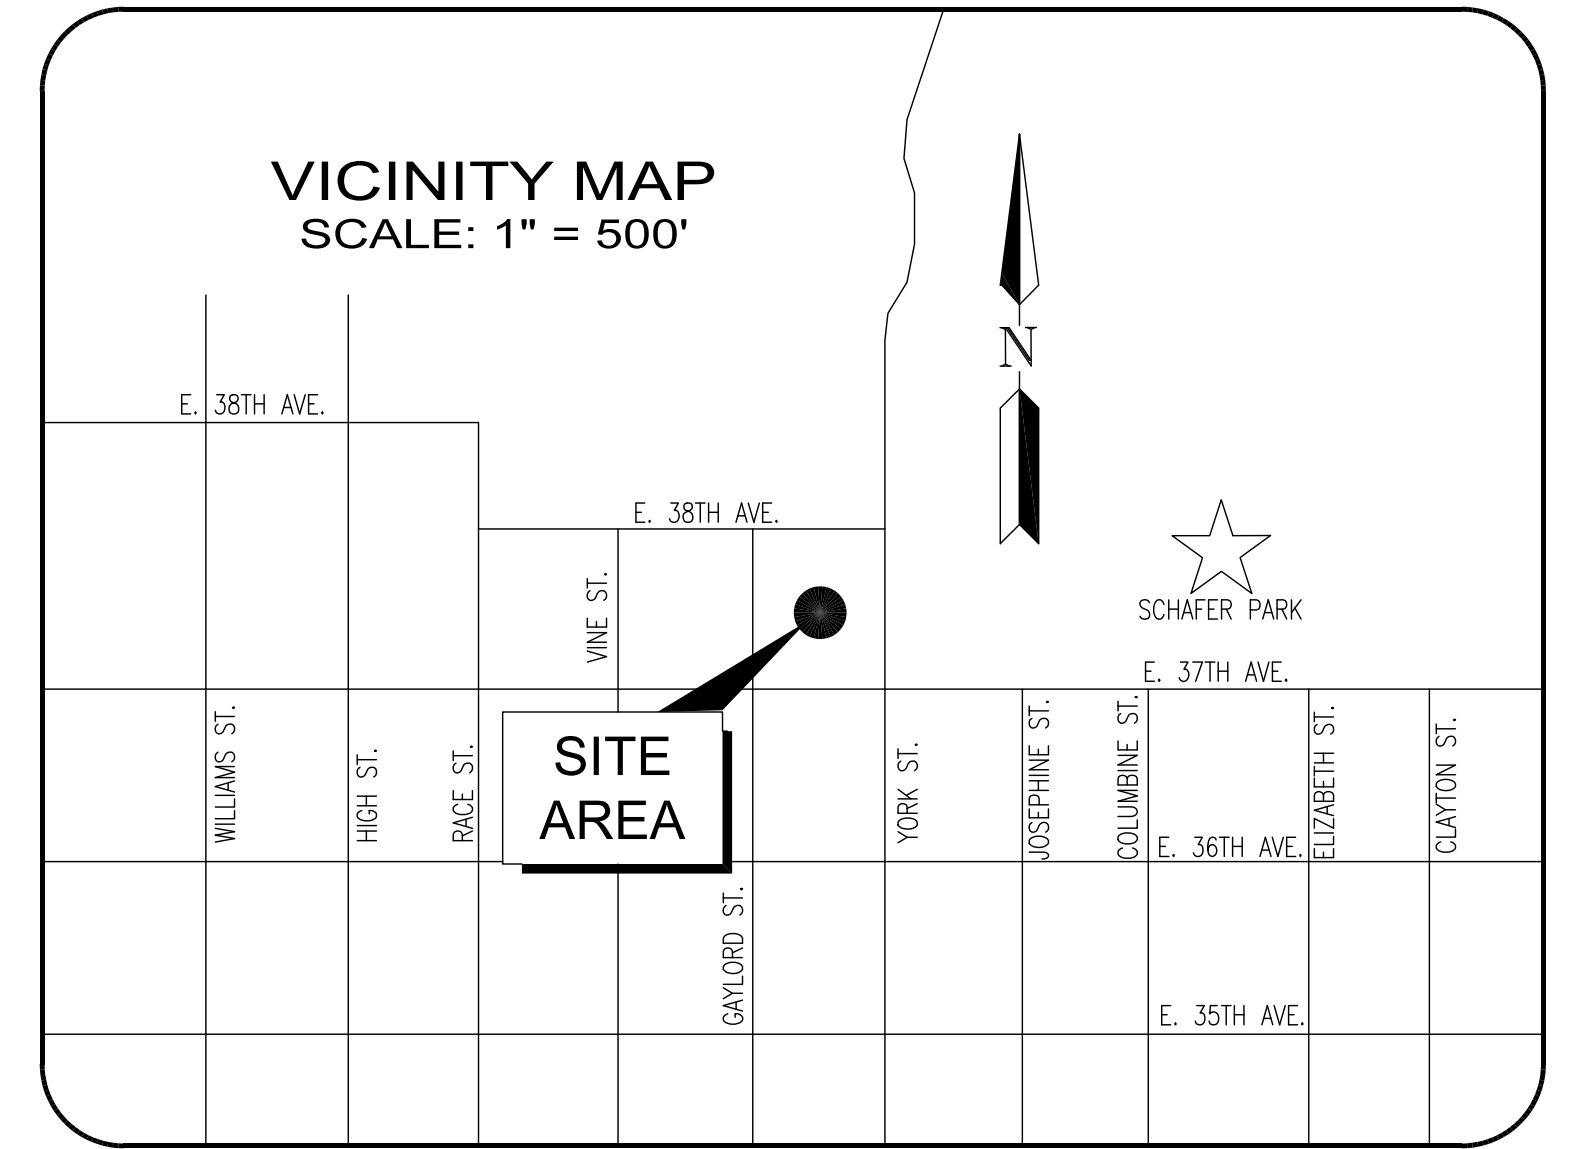 VICINITY MAP
SCALE: 1" = 500'
N
E. 38TH AVE.
E. 38TH AVE.
VINE ST.
SCHAFER PARK
E. 37TH AVE.
WILLIAMS ST.
HIGH ST.
RACE ST.
SITE
AREA
YORK ST.
JOSEPHINE ST.
COLUMBINE ST.
E. 36TH AVE.
ELIZABETH ST.
CLAYTON ST.
GAYLORD ST.
E. 35TH AVE.